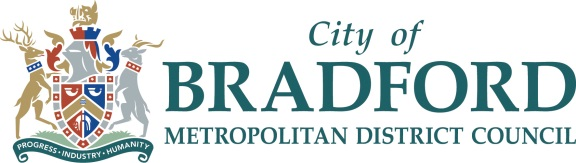 City of
BRADFORD
METROPOLITAN DISTRICT COUNCIL
PROGRESS · INDUSTRY · HUMANITY